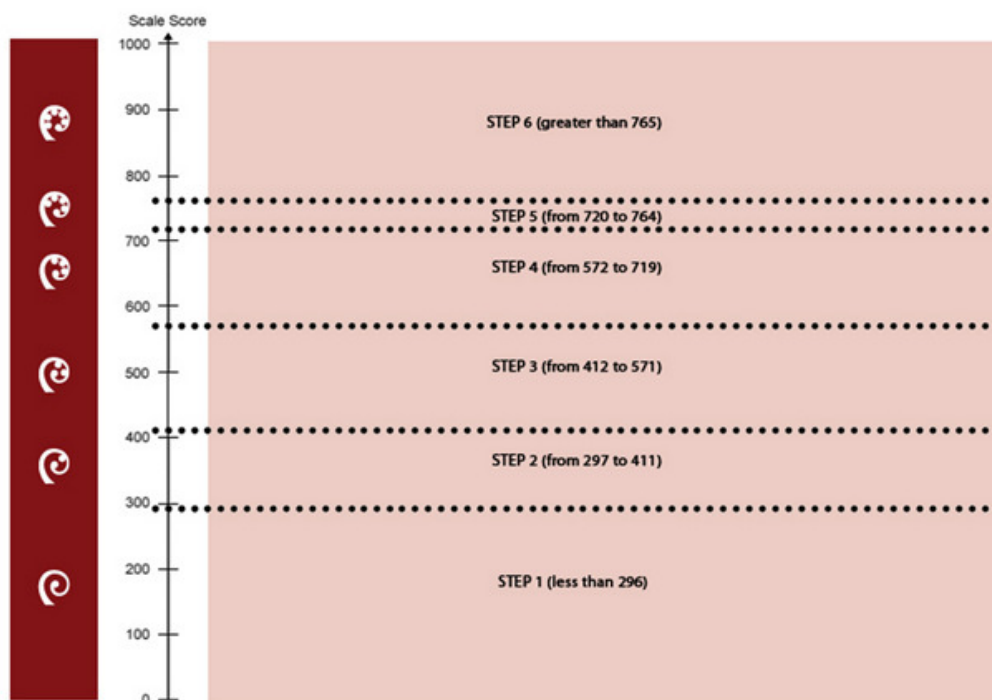 Scale Score
1000
900
STEP 6 (greater than 765)
800
STEP 5 (from 720 to 764)
700
STEP 4 (from 572 to 719)
600
500
STEP 3 (from 412 to 571)
400
STEP 2 (from 297 to 411)
300
200
STEP 1 (less than 296)
100
0